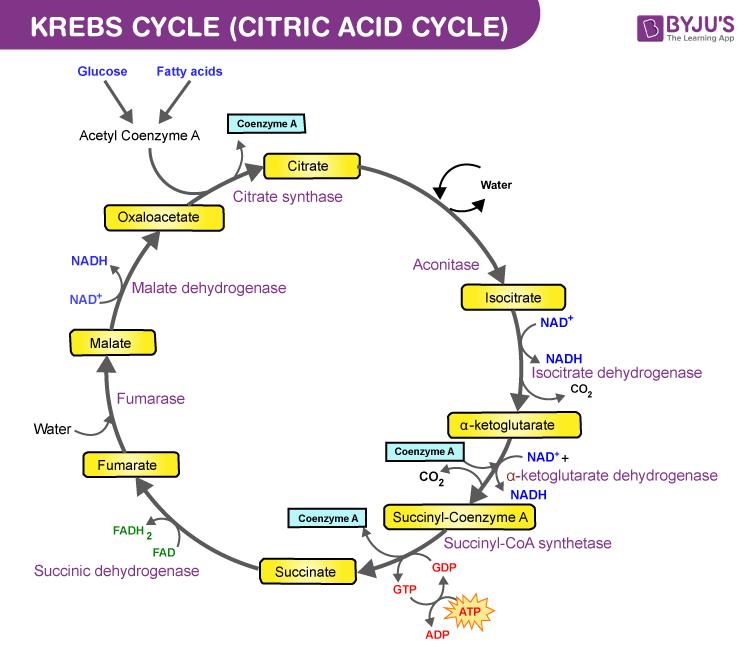 KREBS CYCLE (CITRIC ACID CYCLE)
BYJU'S
The Learning App
Glucose
Fatty acids
Acetyl Coenzyme A
Coenzyme A
Citrate
Water
Citrate synthase
Oxaloacetate
Aconitase
NADH
NAD+
Malate dehydrogenase
Isocitrate
NAD+
NADH
Isocitrate dehydrogenase
CO2
Malate
Fumarase
Water
α-ketoglutarate
Coenzyme A
NAD+ +
CO2
α-ketoglutarate dehydrogenase
NADH
Fumarate
Succinyl-Coenzyme A
Coenzyme A
Succinyl-CoA synthetase
FADH2
FAD
Succinic dehydrogenase
Succinate
GDP
GTP
ATP
ADP